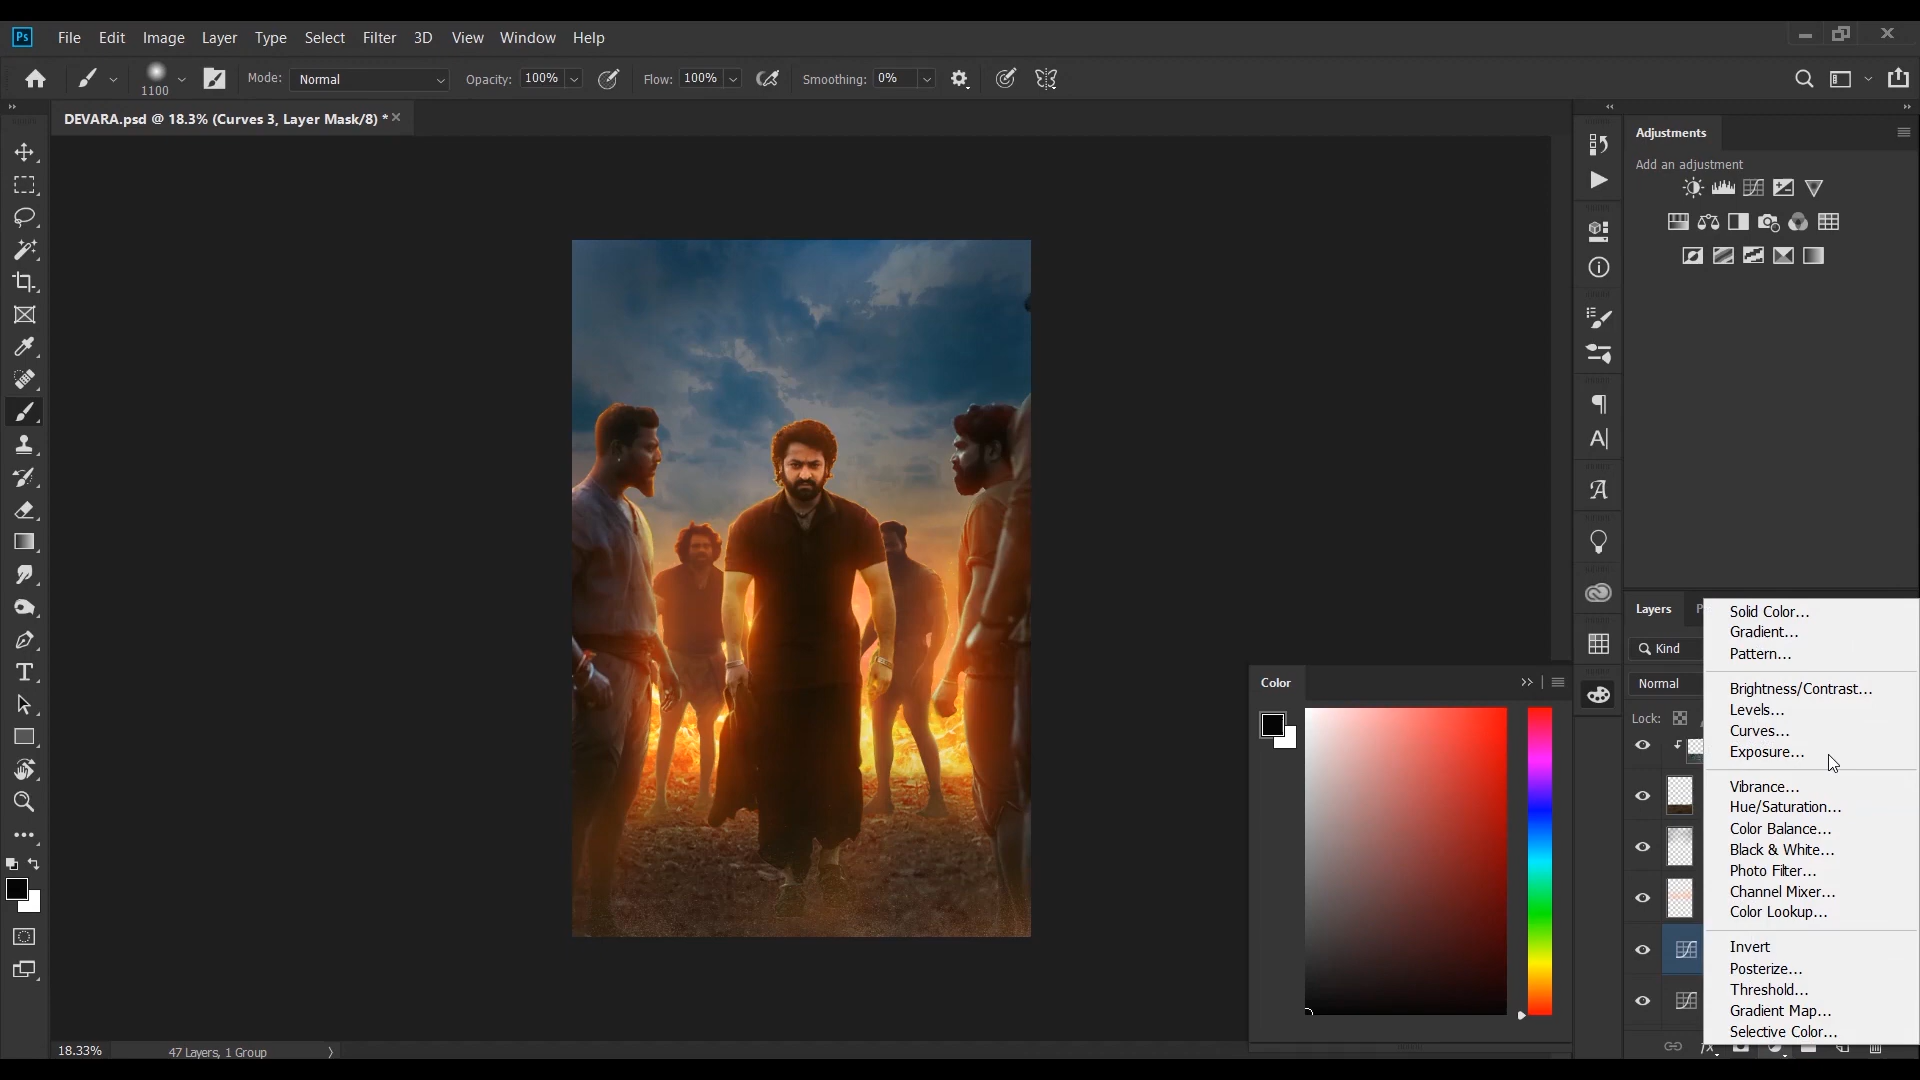 Ps File Edit Image Layer Type Select Filter 3D View Window Help
1100 Mode: Normal Opacity: 100% Flow: 100% Smoothing: 0%
DEVARA.psd @ 18.3% (Curves 3, Layer Mask/8) *
Adjustments
Add an adjustment
Layers
Solid Color...
Gradient...
Kind
Pattern...
Color
Normal
Brightness/Contrast...
Levels...
Lock:
Curves...
Exposure...
Vibrance...
Hue/Saturation...
Color Balance...
Black & White...
Photo Filter...
Channel Mixer...
Color Lookup...
Invert
Posterize...
Threshold...
Gradient Map...
Selective Color...
18.33% 47 Layers, 1 Group